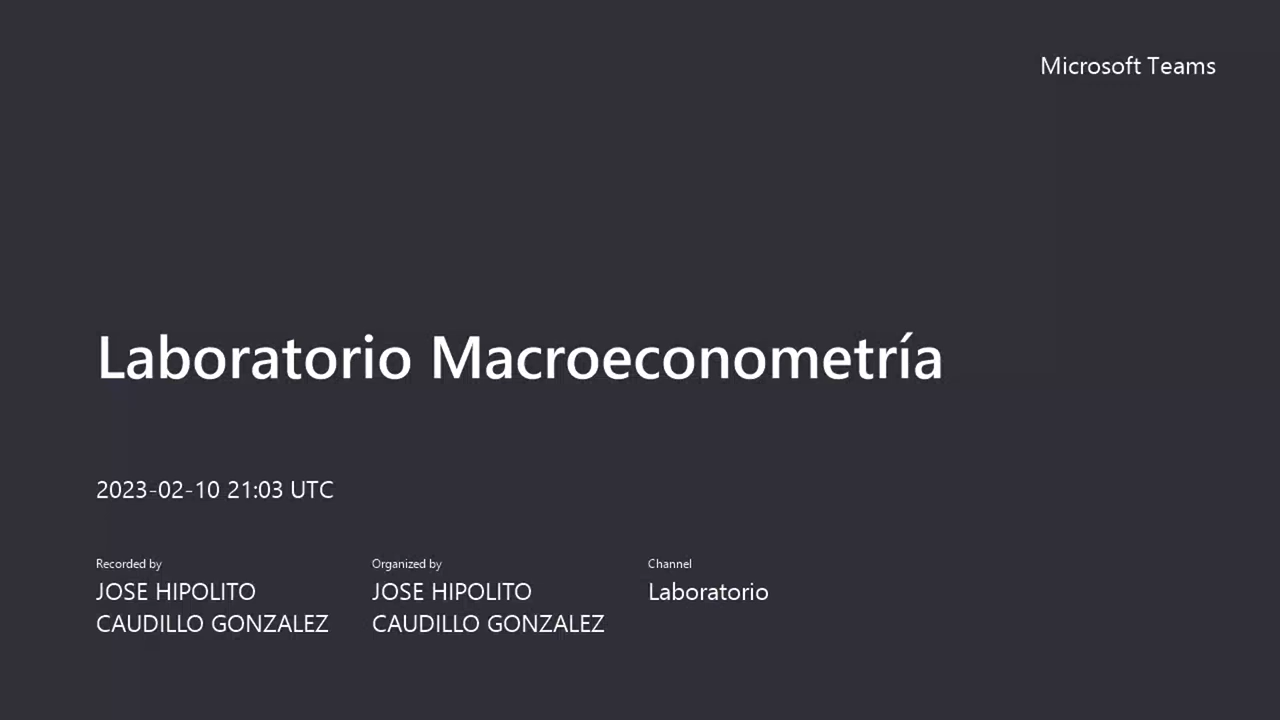 Microsoft Teams
Laboratorio Macroeconometría
2023-02-10 21:03 UTC
Recorded by
JOSE HIPOLITO
CAUDILLO GONZALEZ
Organized by
JOSE HIPOLITO
CAUDILLO GONZALEZ
Channel
Laboratorio